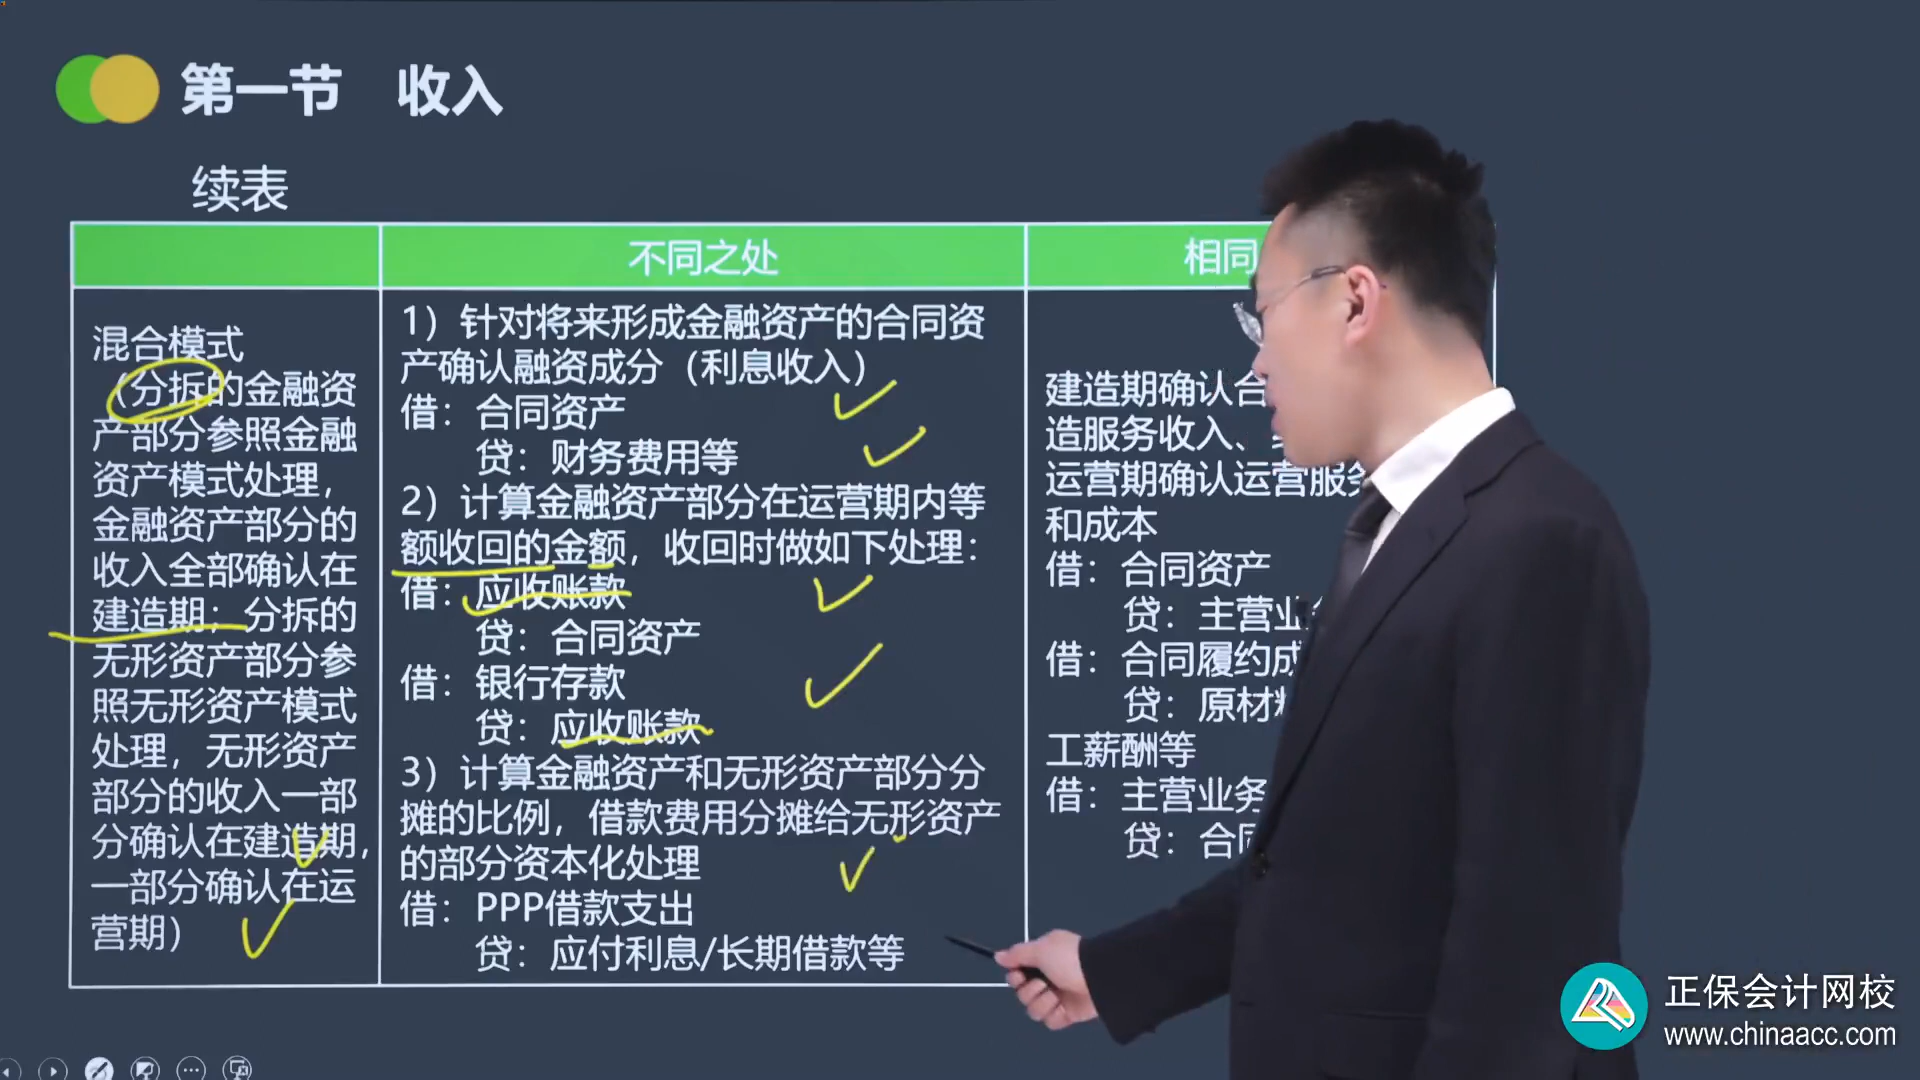 第一节 收入
续表
不同之处
相同
混合模式
（分拆的金融资
产部分参照金融
资产模式处理，
金融资产部分的
收入全部确认在
建造期；分拆的
无形资产部分参
照无形资产模式
处理，无形资产
部分的收入一部
分确认在建造期，
一部分确认在运
营期）
1）针对将来形成金融资产的合同资
产确认融资成分（利息收入）
借：合同资产
贷：财务费用等
2）计算金融资产部分在运营期内等
额收回的金额，收回时做如下处理：
借：应收账款
贷：合同资产
借：银行存款
贷：应收账款
3）计算金融资产和无形资产部分分
摊的比例，借款费用分摊给无形资产
的部分资本化处理
借：PPP借款支出
贷：应付利息/长期借款等
建造期确认合
造服务收入、
运营期确认运营服务
和成本
借：合同资产
贷：主营业
借：合同履约成
贷：原材料
工薪酬等
借：主营业务
贷：合同
正保会计网校
www.chinaacc.com